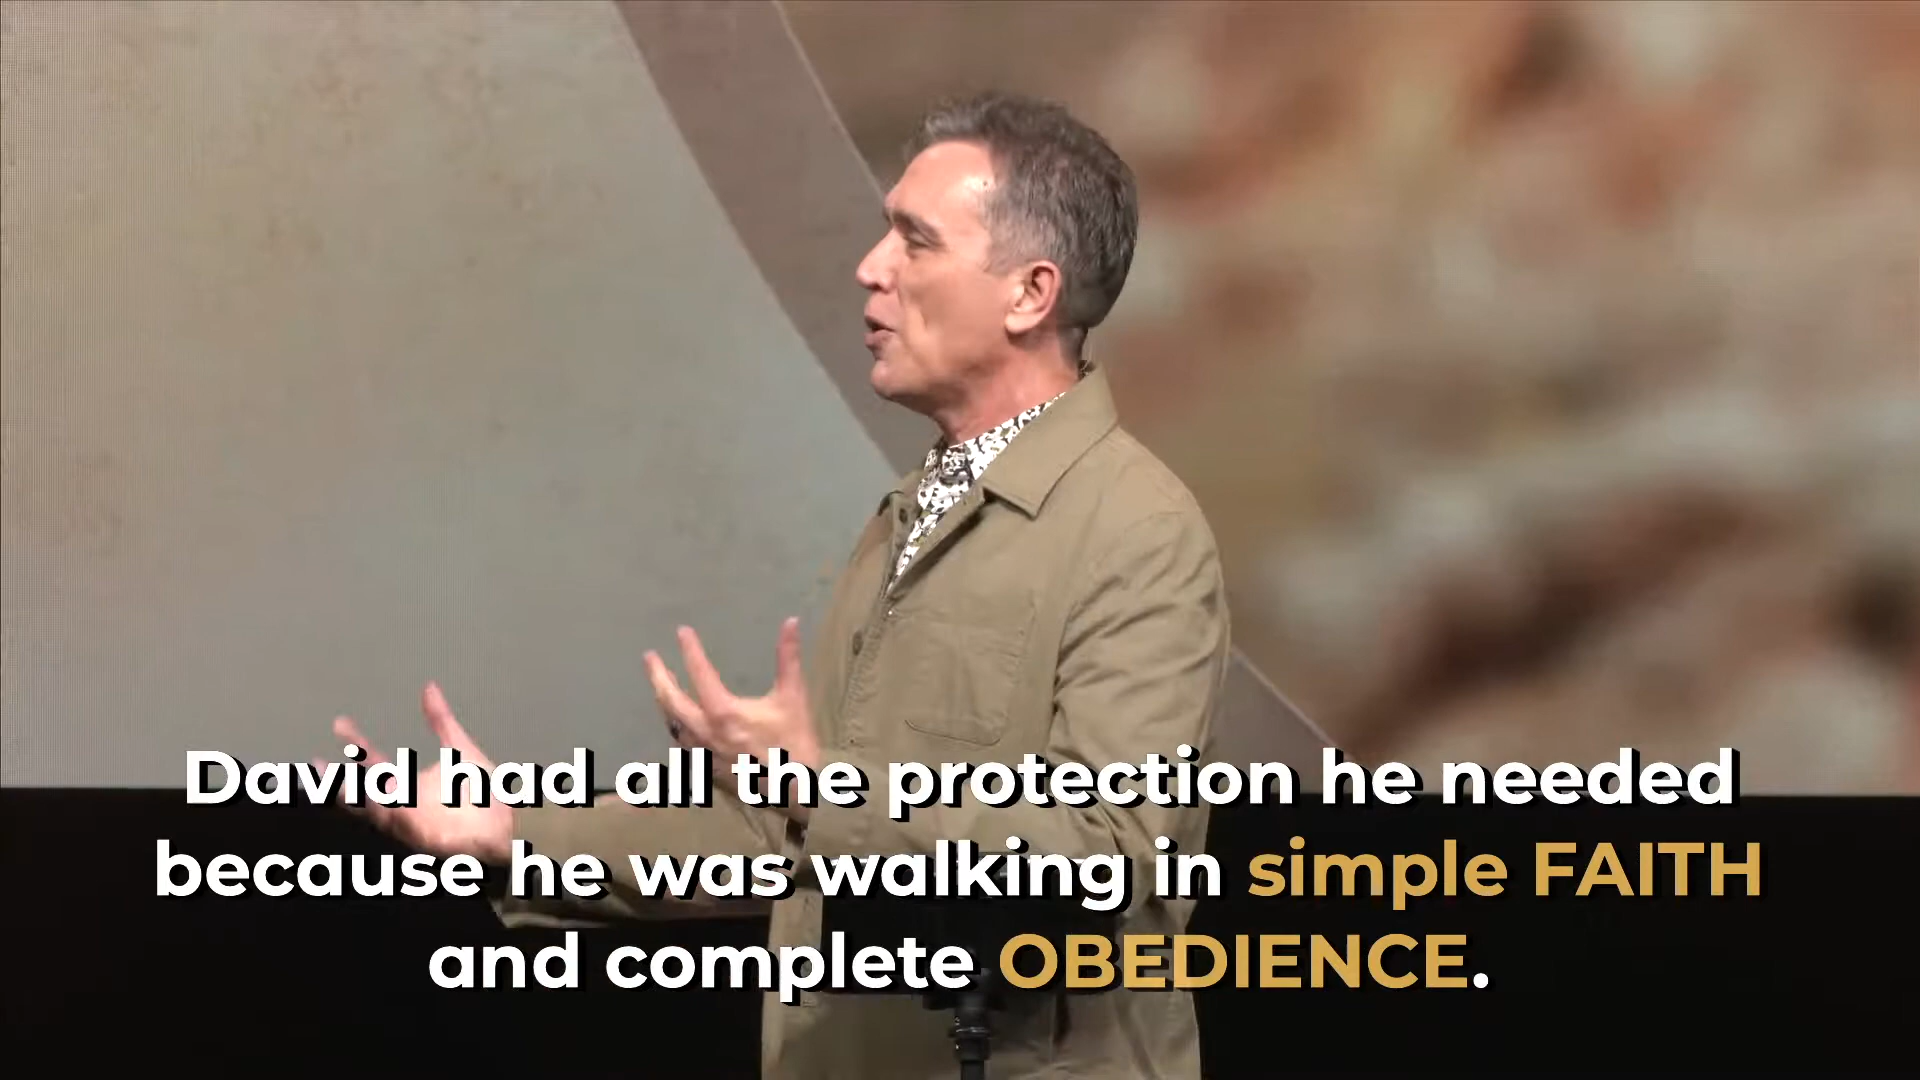 David had all the protection he needed
because he was walking in simple FAITH
and complete OBEDIENCE.